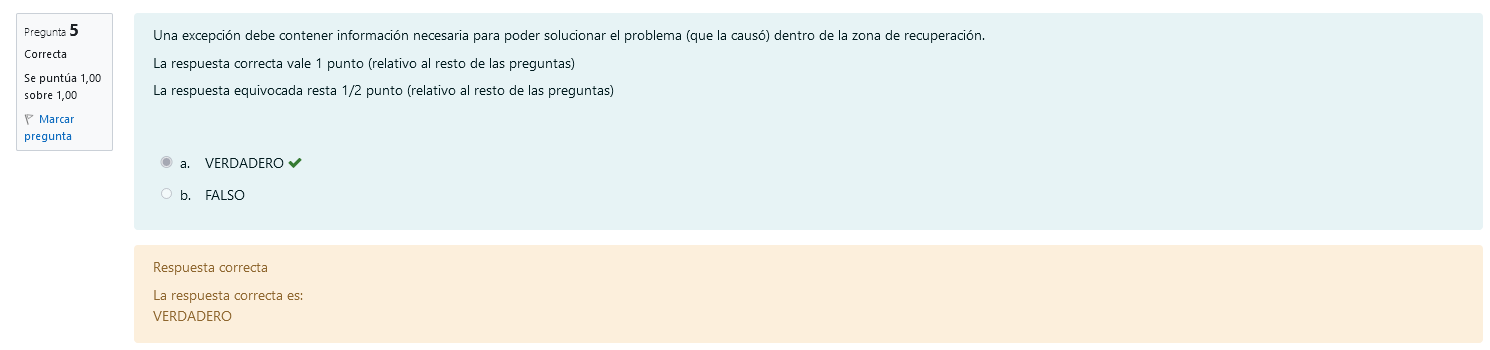 Pregunta 5
Correcta
Se puntúa 1,00
sobre 1,00
Marcar
pregunta
Una excepción debe contener información necesaria para poder solucionar el problema (que la causó) dentro de la zona de recuperación.
La respuesta correcta vale 1 punto (relativo al resto de las preguntas)
La respuesta equivocada resta 1/2 punto (relativo al resto de las preguntas)
a. VERDADERO
b. FALSO
Respuesta correcta
La respuesta correcta es:
VERDADERO